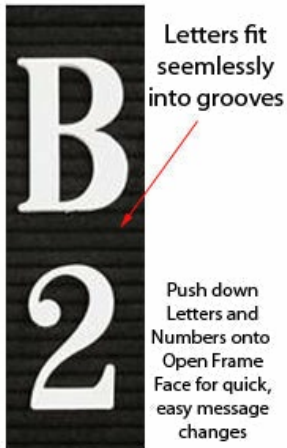 B
2
Letters fit
seemlessly
into grooves
Push down
Letters and
Numbers onto
Open Frame
Face for quick,
easy message
changes